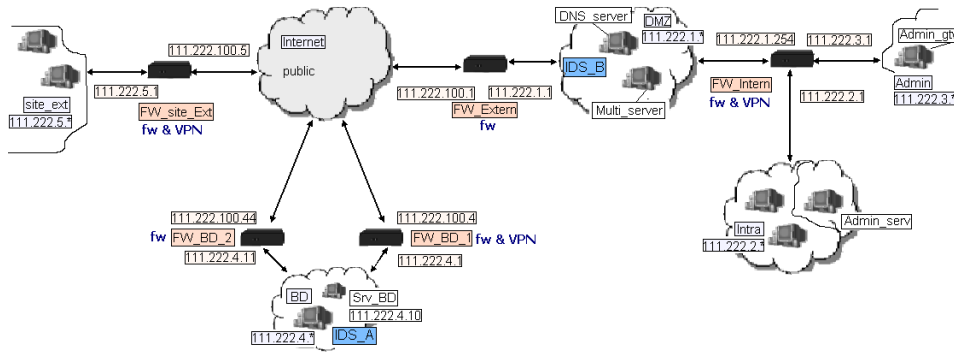 DNS_server
DMZ
111.222.1.*
111.222.100.5
Internet
public
IDS_B
Multi_server
111.222.1.254
111.222.3.1
Admin_gtw
Admin
111.222.3.*
site_ext
111.222.5.*
111.222.5.1
FW_site_Ext
fw & VPN
111.222.100.1
111.222.1.1
FW_Extern
fw
FW_Intern
fw & VPN
111.222.2.1
111.222.100.44
fw
FW_BD_2
111.222.4.11
111.222.100.4
FW_BD_1
fw & VPN
111.222.4.1
Intra
111.222.2.*
Admin_serv
BD
Srv_BD
111.222.4.10
111.222.4.*
IDS_A